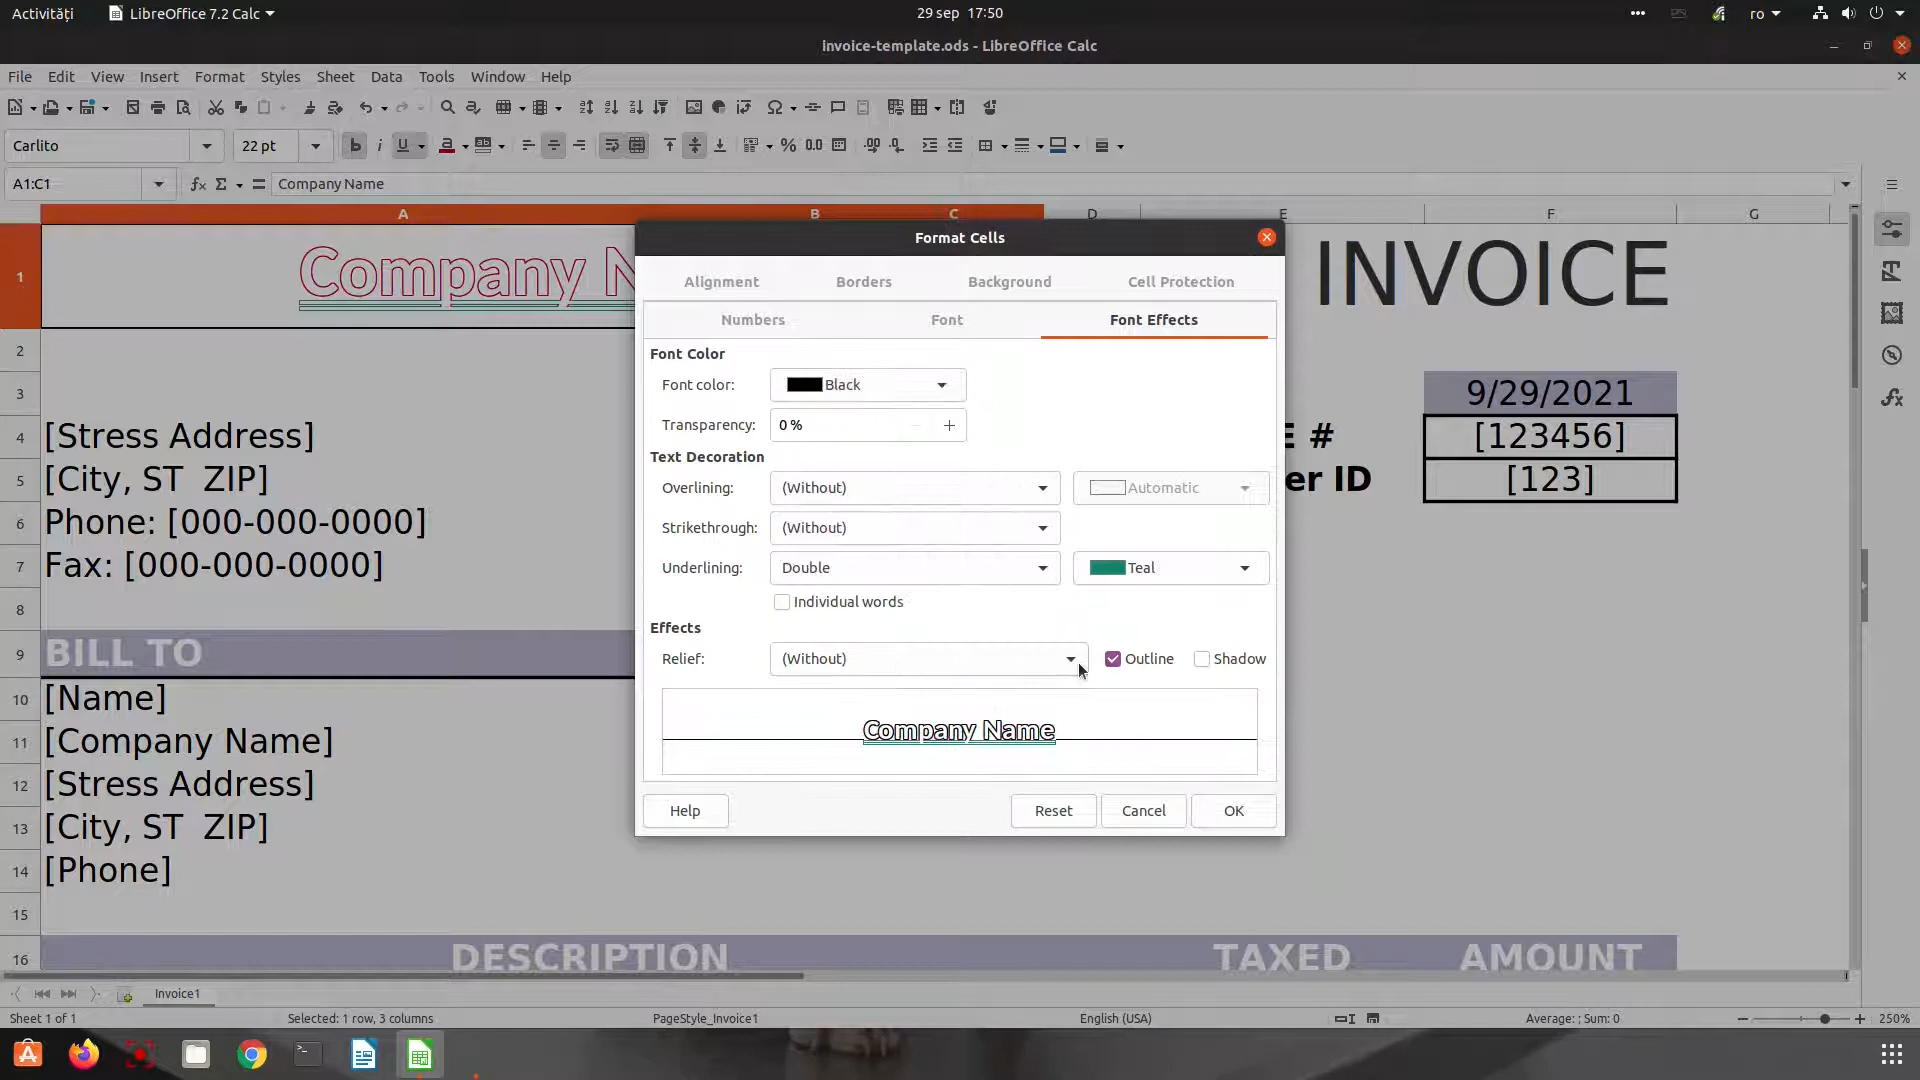 Activități
LibreOffice 7.2 Calc
29 sep 17:50
ro
invoice-template.ods - LibreOffice Calc
File Edit View Insert Format Styles Sheet Data Tools Window Help
Carlito
22 pt
A1:C1
Company Name
A B C D E F G
Format Cells
Alignment Borders Background Cell Protection
Numbers Font Font Effects
Font Color
Font color: Black
Transparency: 0 %
Text Decoration
Overlining: (Without) Automatic
Strikethrough: (Without)
Underlining: Double Teal
Individual words
Effects
Relief: (Without) Outline Shadow
Company Name
Help Reset Cancel OK
1 Company N INVOICE
2
3 9/29/2021
4 [Stress Address] # [123456]
5 [City, ST ZIP] er ID [123]
6 Phone: [000-000-0000]
7 Fax: [000-000-0000]
8
9 BILL TO
10 [Name]
11 [Company Name]
12 [Stress Address]
13 [City, ST ZIP]
14 [Phone]
15
16 DESCRIPTION TAXED AMOUNT
Invoice1
Sheet 1 of 1 Selected: 1 row, 3 columns PageStyle_Invoice1 English (USA) Average: ; Sum: 0 250%